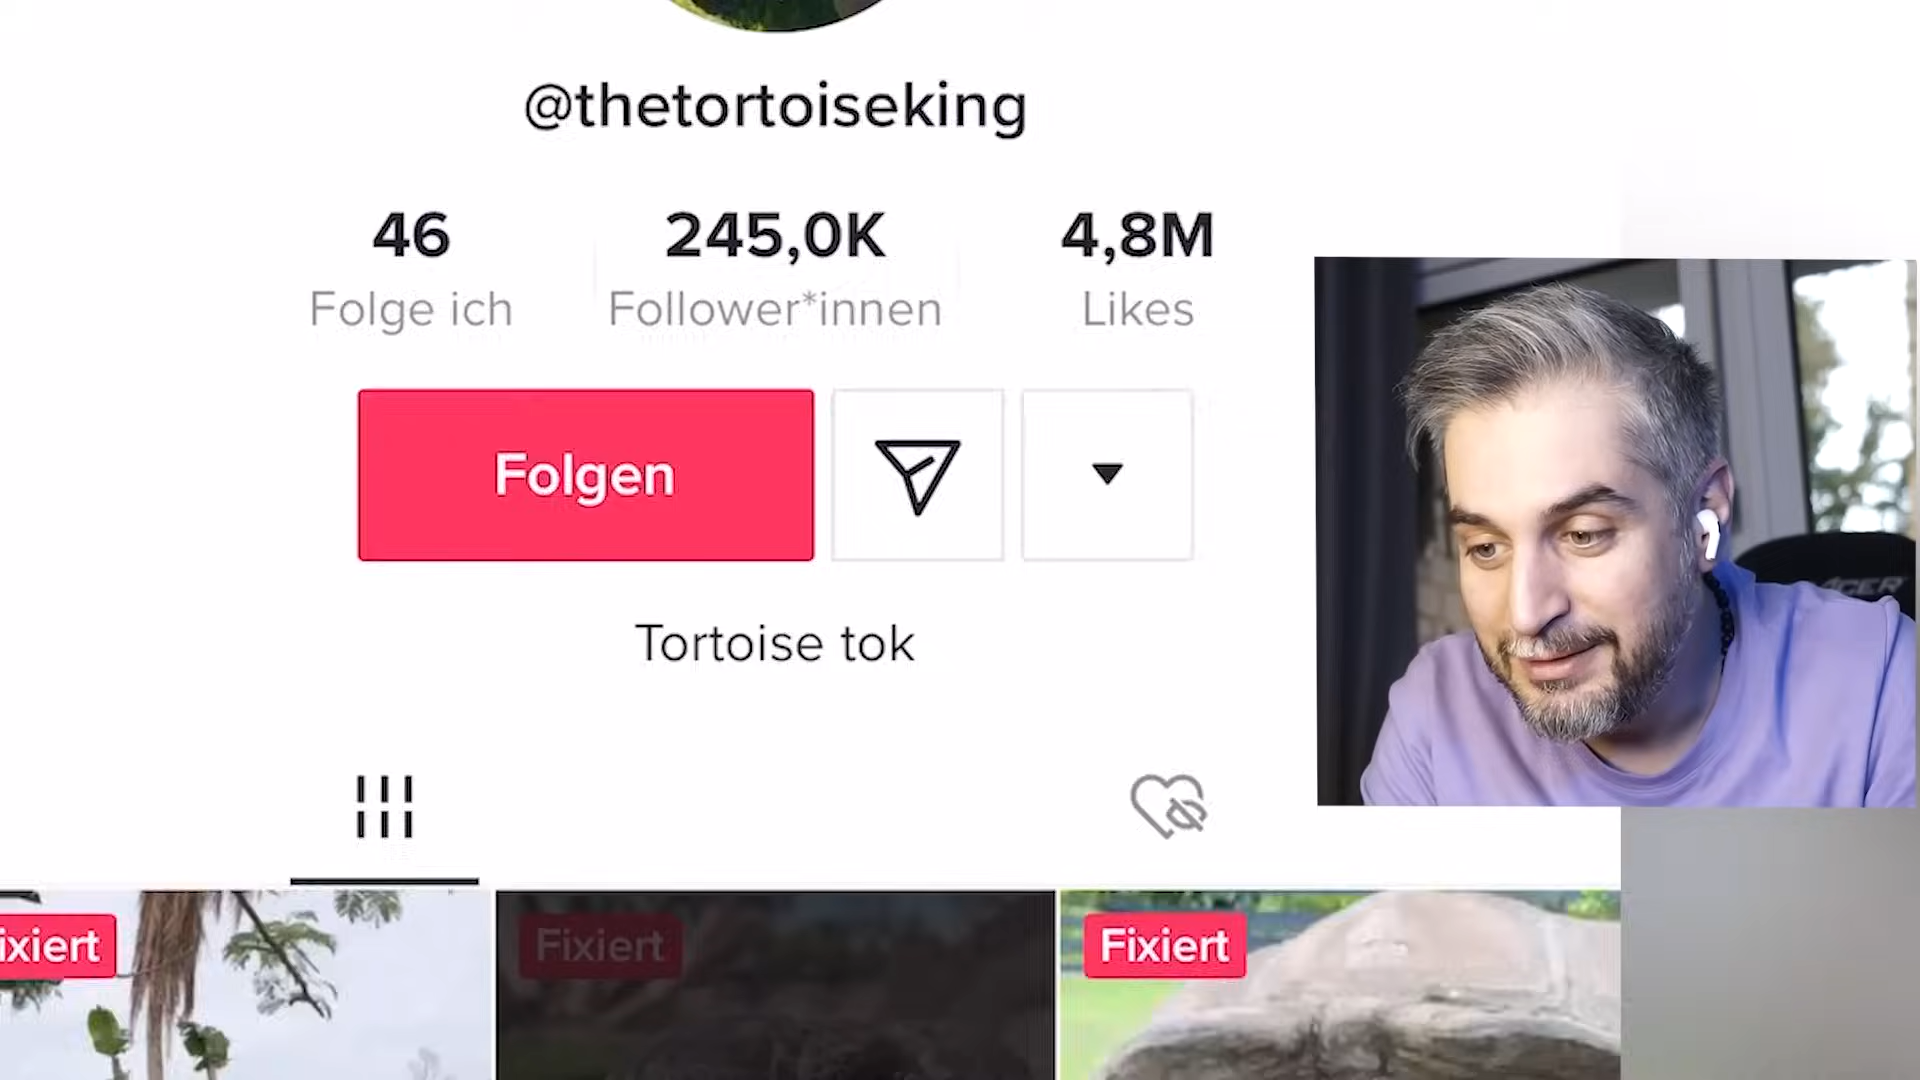 @thetortoiseking
46 245,0K 4,8M
Folge ich Follower*innen Likes
Folgen
Tortoise tok
ixiert Fixiert Fixiert